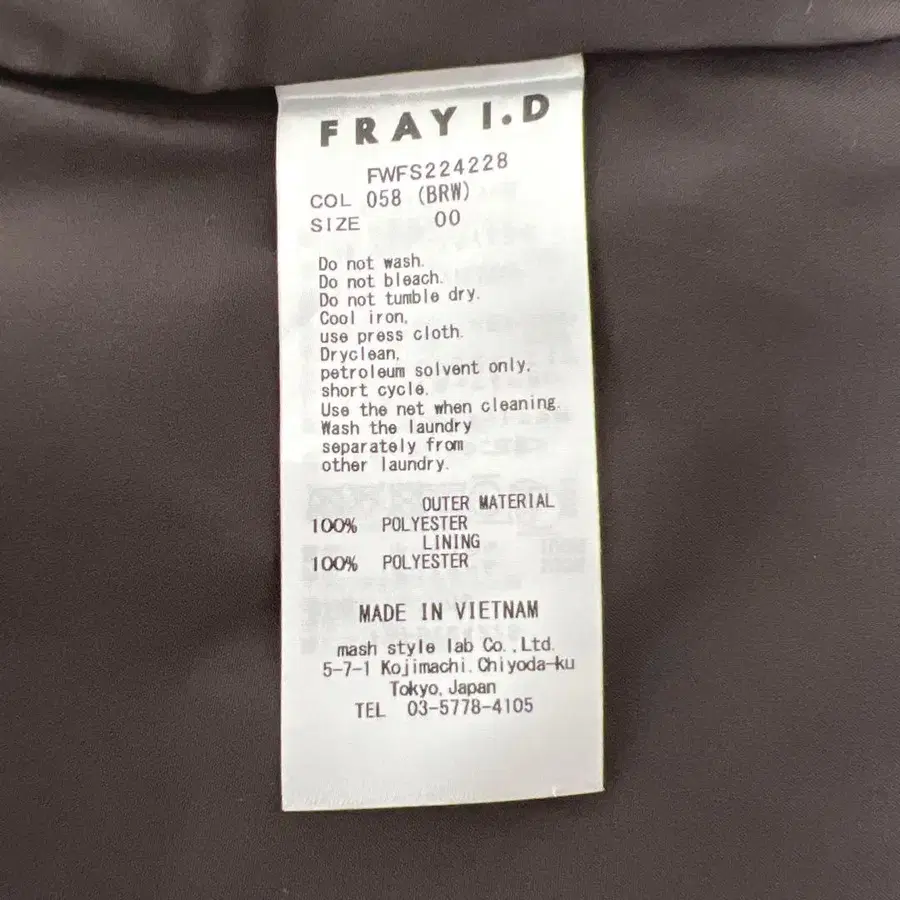 FRAY I.D
FWFS224228
COL 058 (BRW)
SIZE 00
Do not wash.
Do not bleach.
Do not tumble dry.
Cool iron,
use press cloth.
Dryclean,
petroleum solvent only.
short cycle.
Use the net when cleaning.
Wash the laundry
separately from
other laundry.
OUTER MATERIAL
100% POLYESTER
LINING
100% POLYESTER
MADE IN VIETNAM
mash style lab Co.,Ltd.
5-7-1 Kojimachi.Chiyoda-ku
Tokyo,Japan
TEL 03-5778-4105